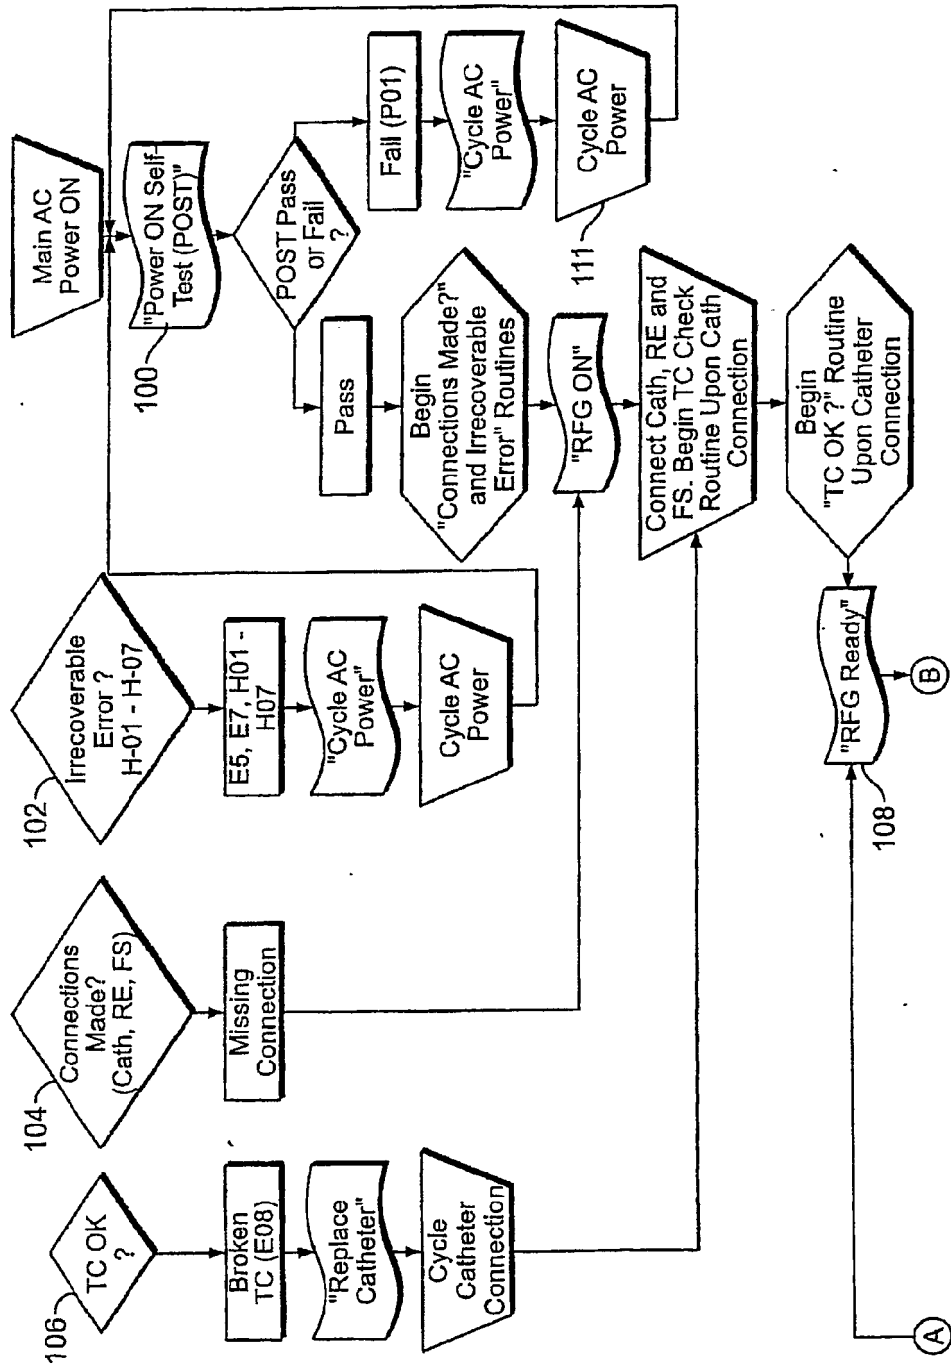 106
TC OK
?
Broken
TC (E08)
"Replace
Catheter"
Cycle
Catheter
Connection
104
Connections
Made?
(Cath, RE, FS)
Missing
Connection
102
Irrecoverable
Error ?
H-01 - H-07
E5, E7, H01 -
H07
"Cycle AC
Power"
Cycle AC
Power
Main AC
Power ON
100
"Power ON Self-
Test (POST)"
POST Pass
or Fail
?
Pass
Begin
"Connections Made?"
and Irrecoverable
Error" Routines
"RFG ON"
Fail (P01)
"Cycle AC
Power"
111
Cycle AC
Power
Connect Cath, RE and
FS. Begin TC Check
Routine Upon Cath
Connection
Begin
"TC OK ?" Routine
Upon Catheter
Connection
108
"RFG Ready"
A
B